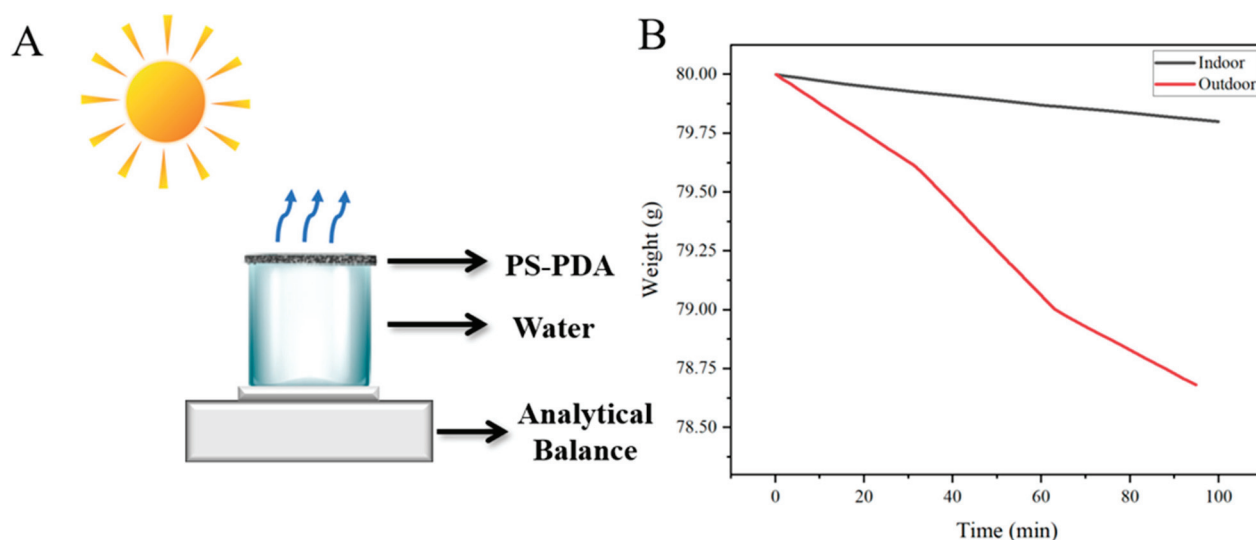 A
PS-PDA
Water
Analytical
Balance
B
Indoor
Outdoor
80.00
79.75
79.50
79.25
79.00
78.75
78.50
Weight (g)
0 20 40 60 80 100
Time (min)